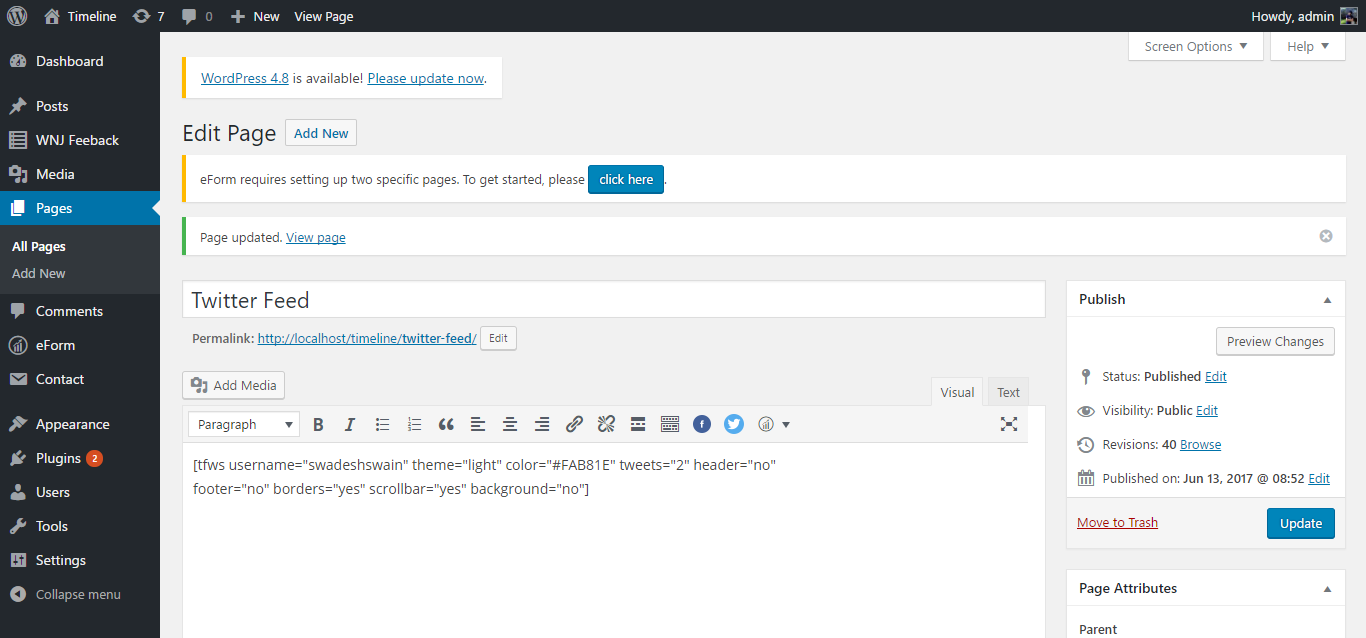 Timeline 7 0 New View Page Howdy, admin
Screen Options Help
Dashboard
Posts
WNJ Feeback
Media
Pages
All Pages
Add New
Comments
eForm
Contact
Appearance
Plugins 2
Users
Tools
Settings
Collapse menu
WordPress 4.8 is available! Please update now.
Edit Page Add New
eForm requires setting up two specific pages. To get started, please click here.
Page updated. View page
Twitter Feed
Permalink: http://localhost/timeline/twitter-feed/ Edit
Add Media
Visual Text
Paragraph
[tfws username="swadeshswain" theme="light" color="#FAB81E" tweets="2" header="no"
footer="no" borders="yes" scrollbar="yes" background="no"]
Publish
Preview Changes
Status: Published Edit
Visibility: Public Edit
Revisions: 40 Browse
Published on: Jun 13, 2017 @ 08:52 Edit
Move to Trash Update
Page Attributes
Parent